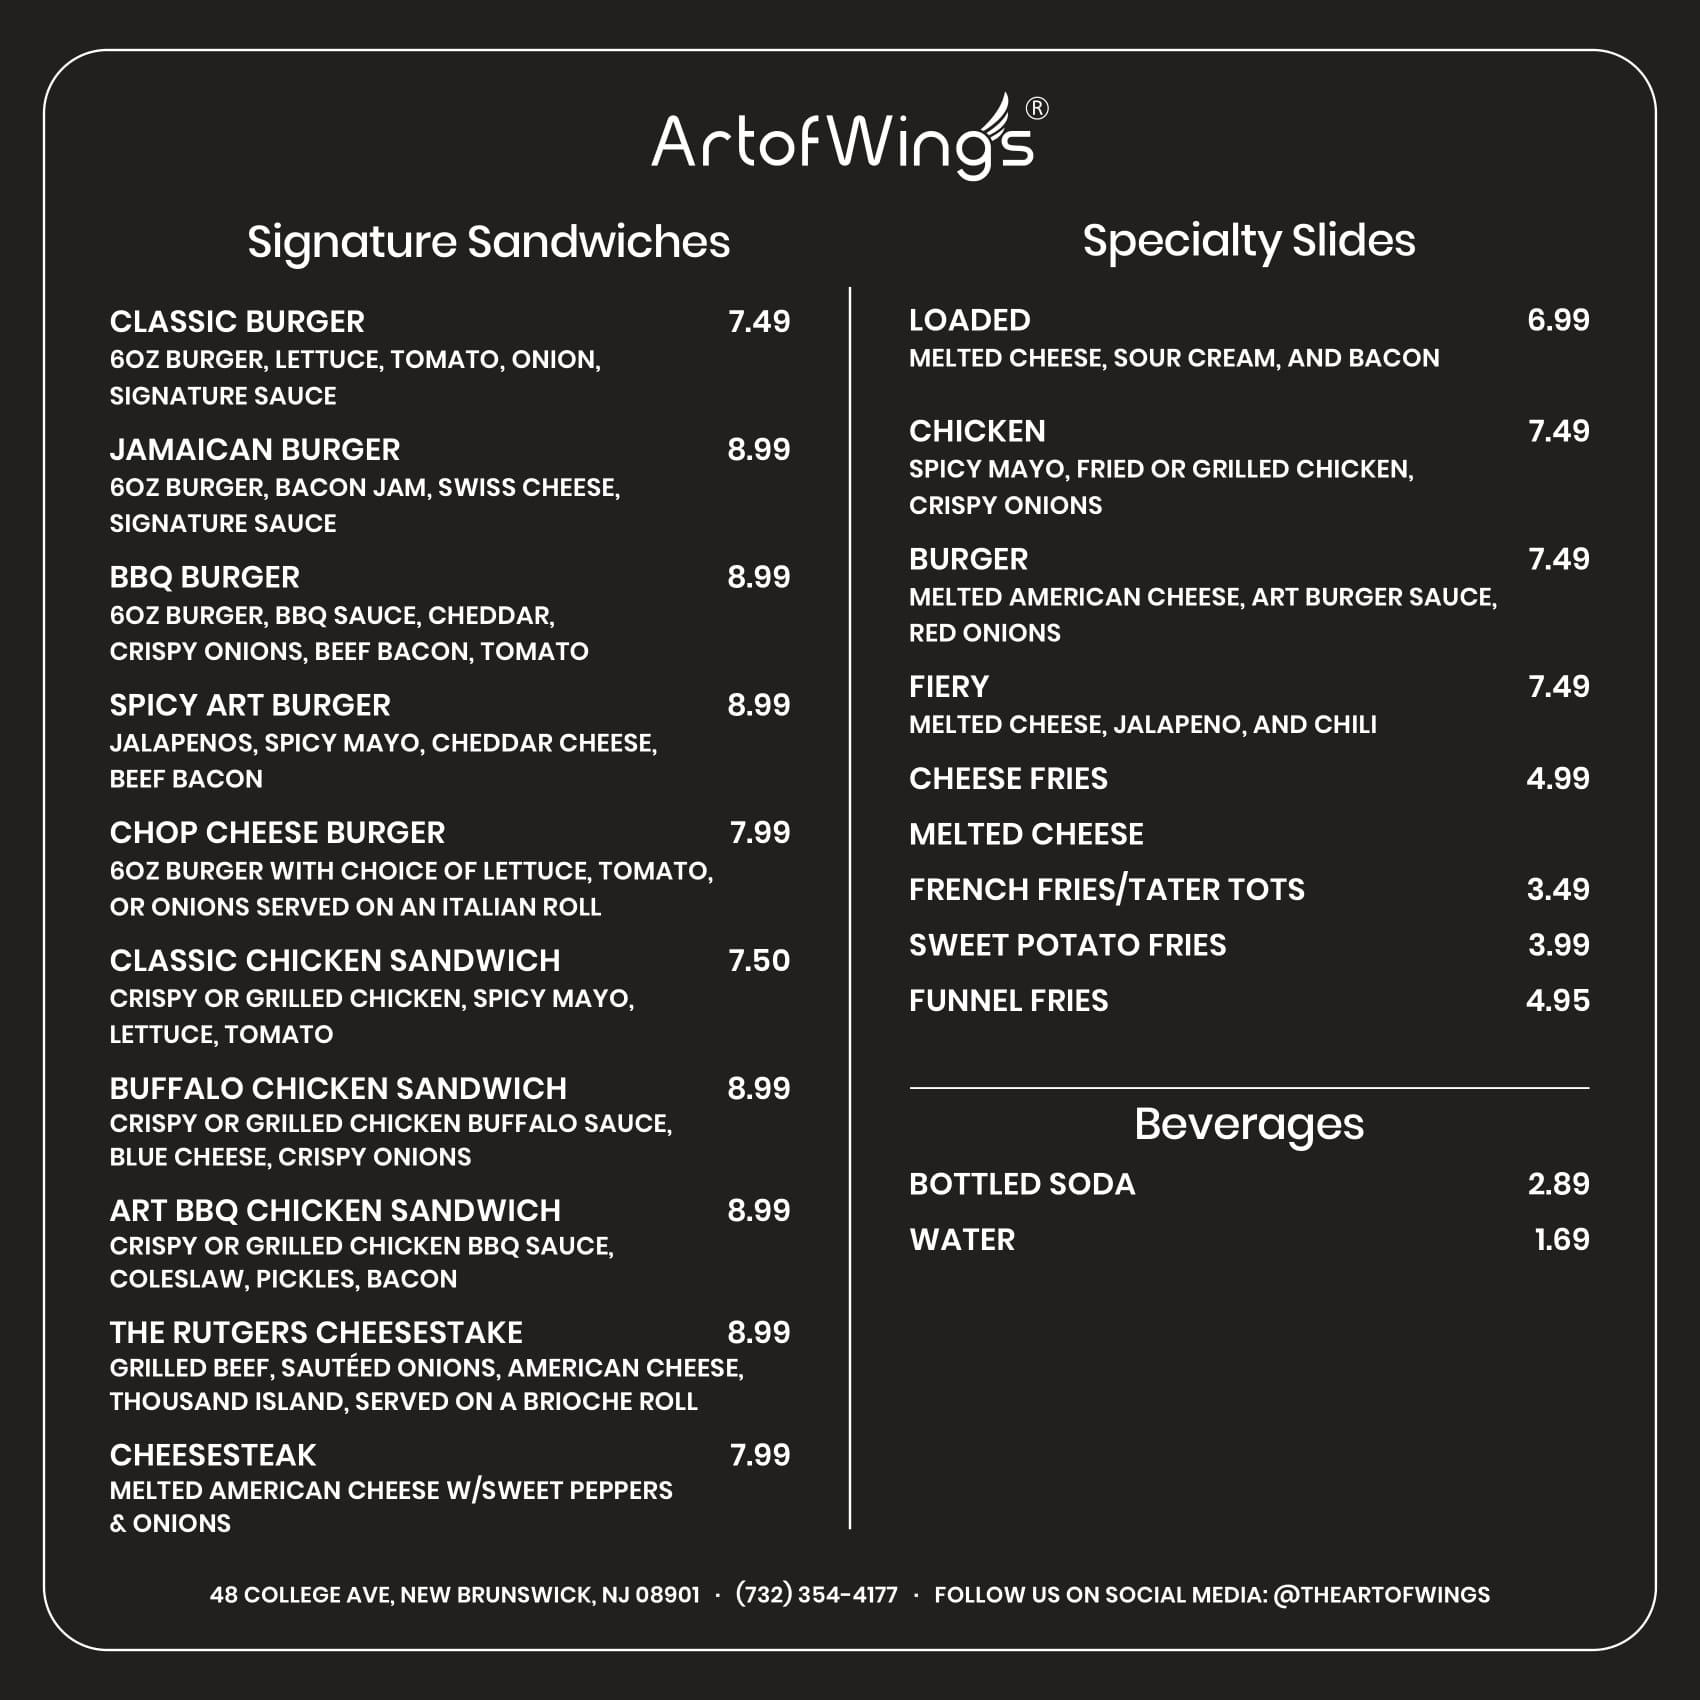 ArtofWings®
Signature Sandwiches
CLASSIC BURGER 7.49
6OZ BURGER, LETTUCE, TOMATO, ONION,
SIGNATURE SAUCE
JAMAICAN BURGER 8.99
6OZ BURGER, BACON JAM, SWISS CHEESE,
SIGNATURE SAUCE
BBQ BURGER 8.99
6OZ BURGER, BBQ SAUCE, CHEDDAR,
CRISPY ONIONS, BEEF BACON, TOMATO
SPICY ART BURGER 8.99
JALAPENOS, SPICY MAYO, CHEDDAR CHEESE,
BEEF BACON
CHOP CHEESE BURGER 7.99
6OZ BURGER WITH CHOICE OF LETTUCE, TOMATO,
OR ONIONS SERVED ON AN ITALIAN ROLL
CLASSIC CHICKEN SANDWICH 7.50
CRISPY OR GRILLED CHICKEN, SPICY MAYO,
LETTUCE, TOMATO
BUFFALO CHICKEN SANDWICH 8.99
CRISPY OR GRILLED CHICKEN BUFFALO SAUCE,
BLUE CHEESE, CRISPY ONIONS
ART BBQ CHICKEN SANDWICH 8.99
CRISPY OR GRILLED CHICKEN BBQ SAUCE,
COLESLAW, PICKLES, BACON
THE RUTGERS CHEESESTAKE 8.99
GRILLED BEEF, SAUTÉED ONIONS, AMERICAN CHEESE,
THOUSAND ISLAND, SERVED ON A BRIOCHE ROLL
CHEESESTEAK 7.99
MELTED AMERICAN CHEESE W/SWEET PEPPERS
& ONIONS
Specialty Slides
LOADED 6.99
MELTED CHEESE, SOUR CREAM, AND BACON
CHICKEN 7.49
SPICY MAYO, FRIED OR GRILLED CHICKEN,
CRISPY ONIONS
BURGER 7.49
MELTED AMERICAN CHEESE, ART BURGER SAUCE,
RED ONIONS
FIERY 7.49
MELTED CHEESE, JALAPENO, AND CHILI
CHEESE FRIES 4.99
MELTED CHEESE
FRENCH FRIES/TATER TOTS 3.49
SWEET POTATO FRIES 3.99
FUNNEL FRIES 4.95
Beverages
BOTTLED SODA 2.89
WATER 1.69
48 COLLEGE AVE, NEW BRUNSWICK, NJ 08901 · (732) 354-4177 · FOLLOW US ON SOCIAL MEDIA: @THEARTOFWINGS